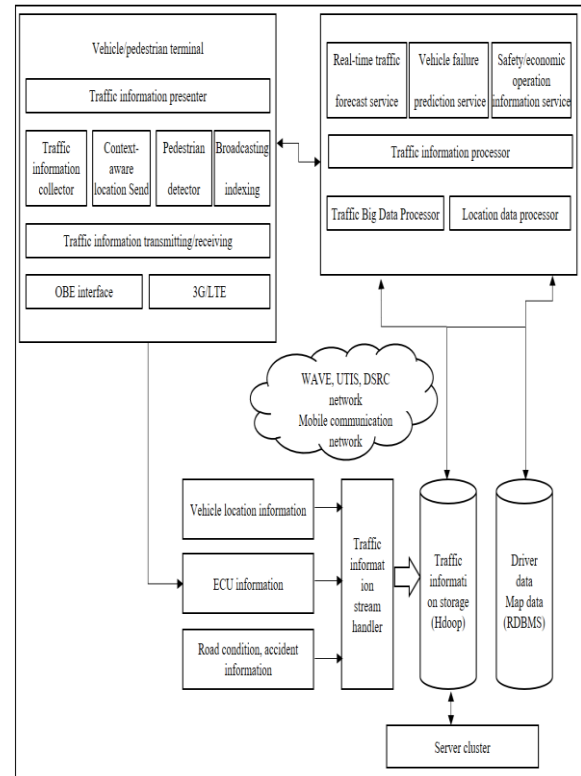 Vehicle/pedestrian terminal
Traffic information presenter
Traffic
information
collector
Context-
aware
location Send
Pedestrian
detector
Broadcasting
indexing
Traffic information transmitting/receiving
OBE interface
3G/LTE
Real-time traffic
forecast service
Vehicle failure
prediction service
Safety/economic
operation
information service
Traffic information processor
Traffic Big Data Processor
Location data processor
WAVE, UTIS, DSRC
network
Mobile communication
network
Vehicle location information
ECU information
Road condition, accident
information
Traffic
informat
ion
stream
handler
Traffic
informati
on storage
(Hdoop)
Driver
data
Map data
(RDBMS)
Server cluster